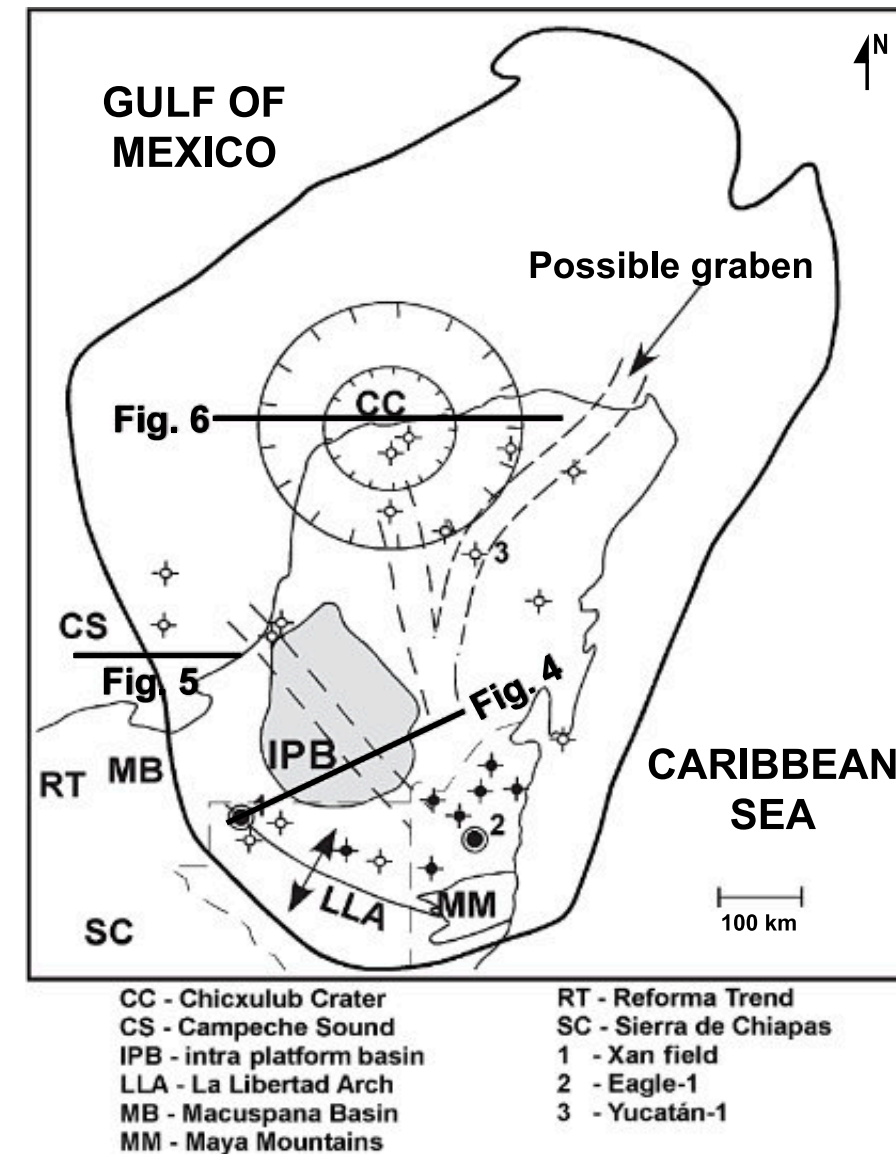 N
GULF OF
MEXICO
Possible graben
CC
Fig. 6
3
CS
Fig. 5
Fig. 4
IPB
RT
MB
CARIBBEAN
SEA
1
2
LLA
MM
SC
100 km
CC - Chicxulub Crater
CS - Campeche Sound
IPB - intra platform basin
LLA - La Libertad Arch
MB - Macuspana Basin
MM - Maya Mountains
RT - Reforma Trend
SC - Sierra de Chiapas
1 - Xan field
2 - Eagle-1
3 - Yucatán-1